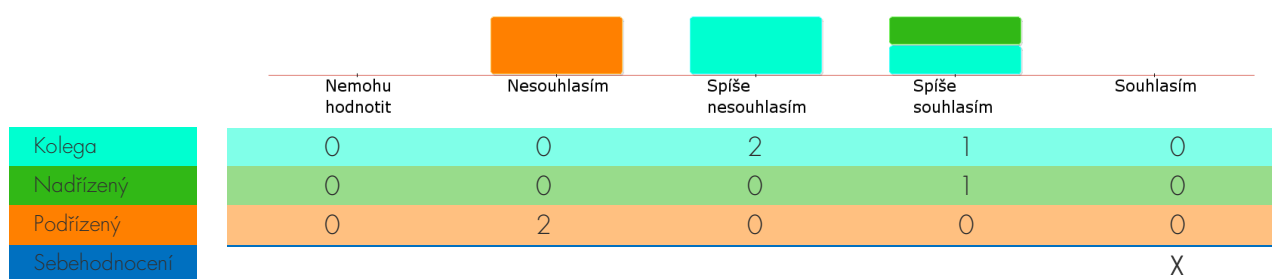 Nemohu
hodnotit
Nesouhlasím
Spíše
nesouhlasím
Spíše
souhlasím
Souhlasím
Kolega 0 0 2 1 0
Nadřízený 0 0 0 1 0
Podřízený 0 2 0 0 0
Sebehodnocení X